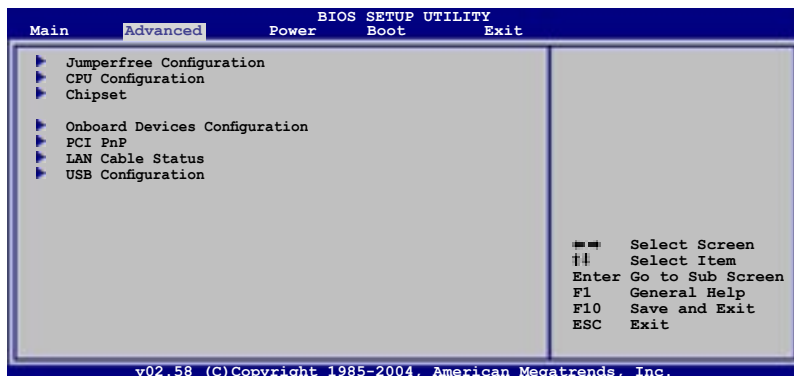 BIOS SETUP UTILITY
Main Advanced Power Boot Exit
Jumperfree Configuration
CPU Configuration
Chipset
Onboard Devices Configuration
PCI PnP
LAN Cable Status
USB Configuration
Select Screen
Select Item
Enter Go to Sub Screen
F1 General Help
F10 Save and Exit
ESC Exit
v02.58 (C)Copyright 1985-2004, American Megatrends, Inc.